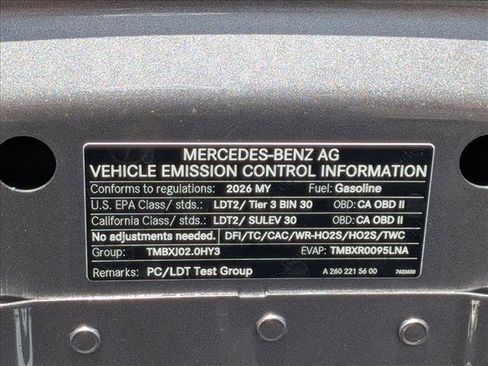 MERCEDES-BENZ AG
VEHICLE EMISSION CONTROL INFORMATION
Conforms to regulations: 2026 MY Fuel: Gasoline
U.S. EPA Class/ stds.: LDT2/ Tier 3 BIN 30 OBD: CA OBD II
California Class/ stds.: LDT2/ SULEV 30 OBD: CA OBD II
No adjustments needed. DFI/TC/CAC/WR-HO2S/HO2S/TWC
Group: TMBXJ02.0HY3 EVAP: TMBXR0095LNA
Remarks: PC/LDT Test Group A 260 221 56 00